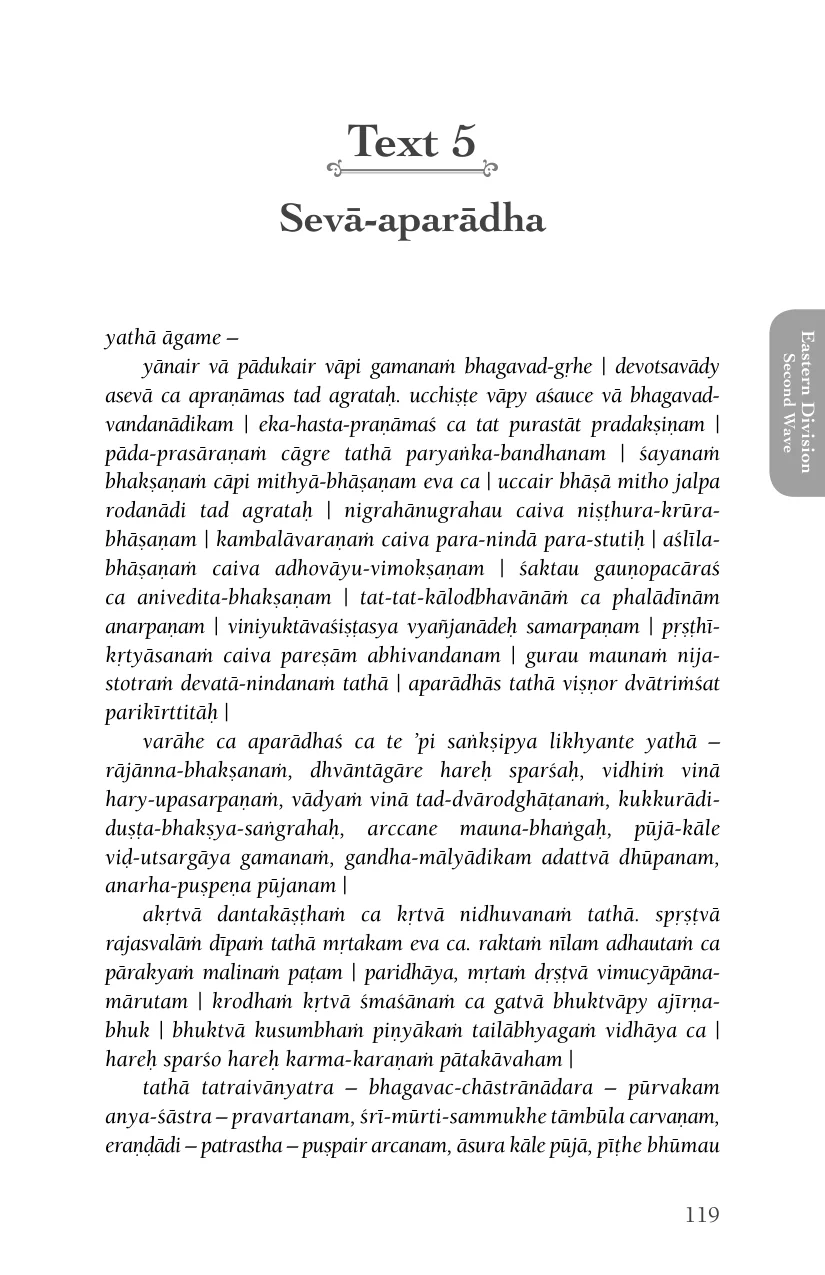 Text 5
Sevā-aparādha
yathā āgame –
yānair vā pādukair vāpi gamanaṁ bhagavad-gṛhe | devotsavādy
asevā ca apraṇāmas tad agrataḥ. ucchiṣṭe vāpy aśauce vā bhagavad-
vandanādikam | eka-hasta-praṇāmaś ca tat purastāt pradakṣiṇam |
pāda-prasāraṇaṁ cāgre tathā paryaṅka-bandhanam | śayanaṁ
bhakṣaṇaṁ cāpi mithyā-bhāṣaṇam eva ca | uccair bhāṣā mitho jalpa
rodanādi tad agrataḥ | nigrahānugrahau caiva niṣṭhura-krūra-
bhāṣaṇam | kambalāvaraṇaṁ caiva para-nindā para-stutiḥ | aślīla-
bhāṣaṇaṁ caiva adhovāyu-vimokṣaṇam | śaktau gauṇopacāraś
ca anivedita-bhakṣaṇam | tat-tat-kālodbhavānāṁ ca phalādīnām
anarpaṇam | viniyuktāvaśiṣṭasya vyañjanādeḥ samarpaṇam | pṛṣṭhī-
kṛtyāsanaṁ caiva pareṣām abhivandanam | gurau maunaṁ nija-
stotraṁ devatā-nindanaṁ tathā | aparādhās tathā viṣṇor dvātriṁśat
parikīrttitāḥ |
varāhe ca aparādhaś ca te ’pi saṅkṣipya likhyante yathā –
rājānna-bhakṣanaṁ, dhvāntāgāre hareḥ sparśaḥ, vidhiṁ vinā
hary-upasarpaṇaṁ, vādyaṁ vinā tad-dvārodghāṭanaṁ, kukkurādi-
duṣṭa-bhakṣya-saṅgrahaḥ, arccane mauna-bhaṅgaḥ, pūjā-kāle
viḍ-utsargāya gamanaṁ, gandha-mālyādikam adattvā dhūpanam,
anarha-puṣpeṇa pūjanam |
akṛtvā dantakāṣṭhaṁ ca kṛtvā nidhuvanaṁ tathā. spṛṣṭvā
rajasvalāṁ dīpaṁ tathā mṛtakam eva ca. raktaṁ nīlam adhautaṁ ca
pārakyaṁ malinaṁ paṭam | paridhāya, mṛtaṁ dṛṣṭvā vimucyāpāna-
mārutam | krodhaṁ kṛtvā śmaśānaṁ ca gatvā bhuktvāpy ajīrṇa-
bhuk | bhuktvā kusumbhaṁ piṇyākaṁ tailābhyagaṁ vidhāya ca |
hareḥ sparśo hareḥ karma-karaṇaṁ pātakāvaham |
tathā tatraivānyatra – bhagavac-chāstrānādara – pūrvakam
anya-śāstra – pravartanam, śrī-mūrti-sammukhe tāmbūla carvaṇam,
eraṇḍādi – patrastha – puṣpair arcanam, āsura kāle pūjā, pīṭhe bhūmau
Eastern Division
Second Wave
119